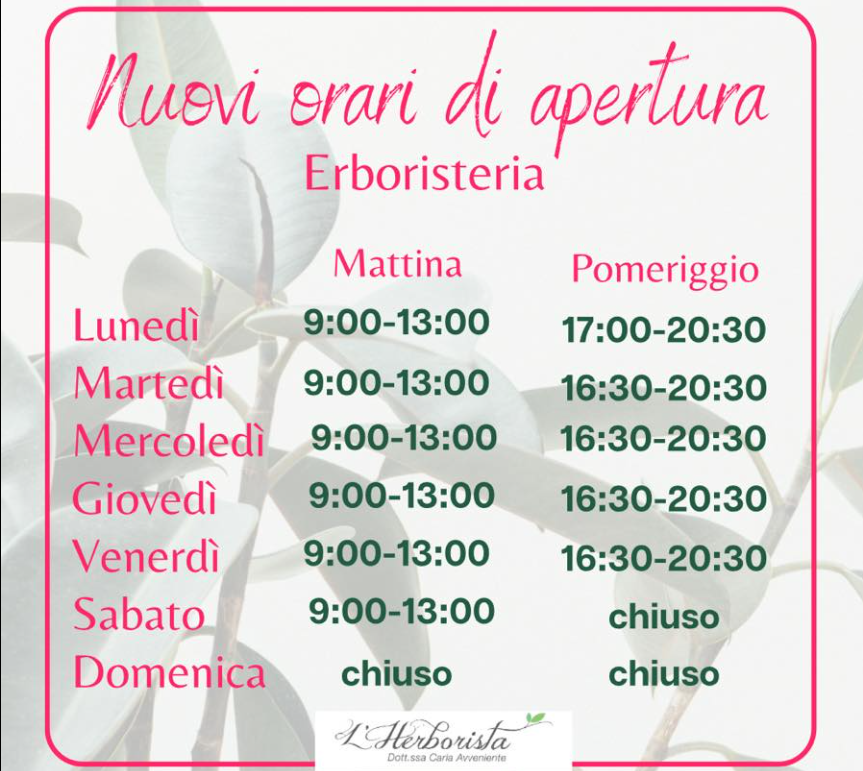 Nuovi orari di apertura
Erboristeria
Mattina Pomeriggio
Lunedì 9:00-13:00 17:00-20:30
Martedì 9:00-13:00 16:30-20:30
Mercoledì 9:00-13:00 16:30-20:30
Giovedì 9:00-13:00 16:30-20:30
Venerdì 9:00-13:00 16:30-20:30
Sabato 9:00-13:00 chiuso
Domenica chiuso chiuso
L'Herborista
Dott.ssa Carla Avveniente